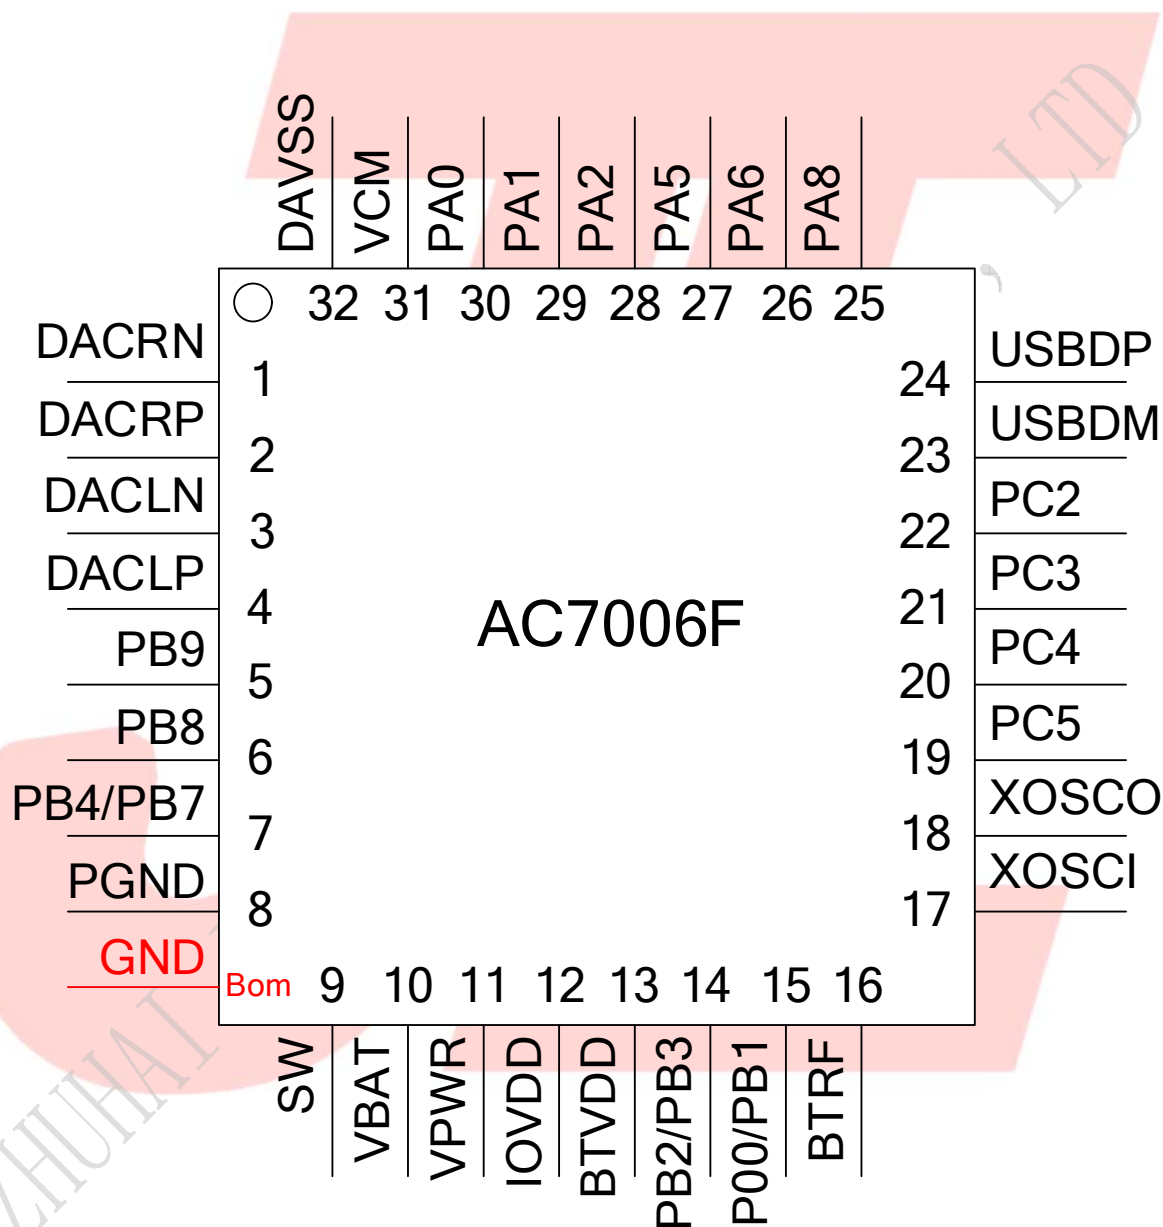 DAVSS
VCM
PA0
PA1
PA2
PA5
PA6
PA8
32 31 30 29 28 27 26 25
DACRN 1
DACRP 2
DACLN 3
DACLP 4
PB9 5
PB8 6
PB4/PB7 7
PGND 8
GND Bom
AC7006F
24 USBDP
23 USBDM
22 PC2
21 PC3
20 PC4
19 PC5
18 XOSCO
17 XOSCI
9 10 11 12 13 14 15 16
SW
VBAT
VPWR
IOVDD
BTVDD
PB2/PB3
P00/PB1
BTRF
ZHUHAI
, LTD